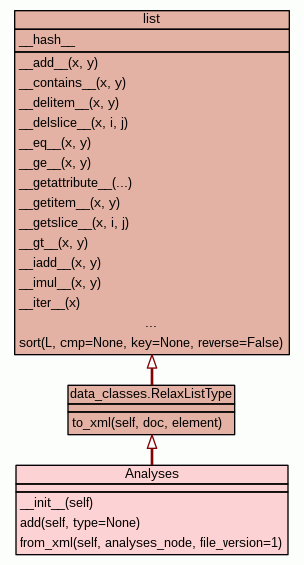 list
__hash__
__add__(x, y)
__contains__(x, y)
__delitem__(x, y)
__delslice__(x, i, j)
__eq__(x, y)
__ge__(x, y)
__getattribute__(...)
__getitem__(x, y)
__getslice__(x, i, j)
__gt__(x, y)
__iadd__(x, y)
__imul__(x, y)
__iter__(x)
...
sort(L, cmp=None, key=None, reverse=False)
data_classes.RelaxListType
to_xml(self, doc, element)
Analyses
__init__(self)
add(self, type=None)
from_xml(self, analyses_node, file_version=1)